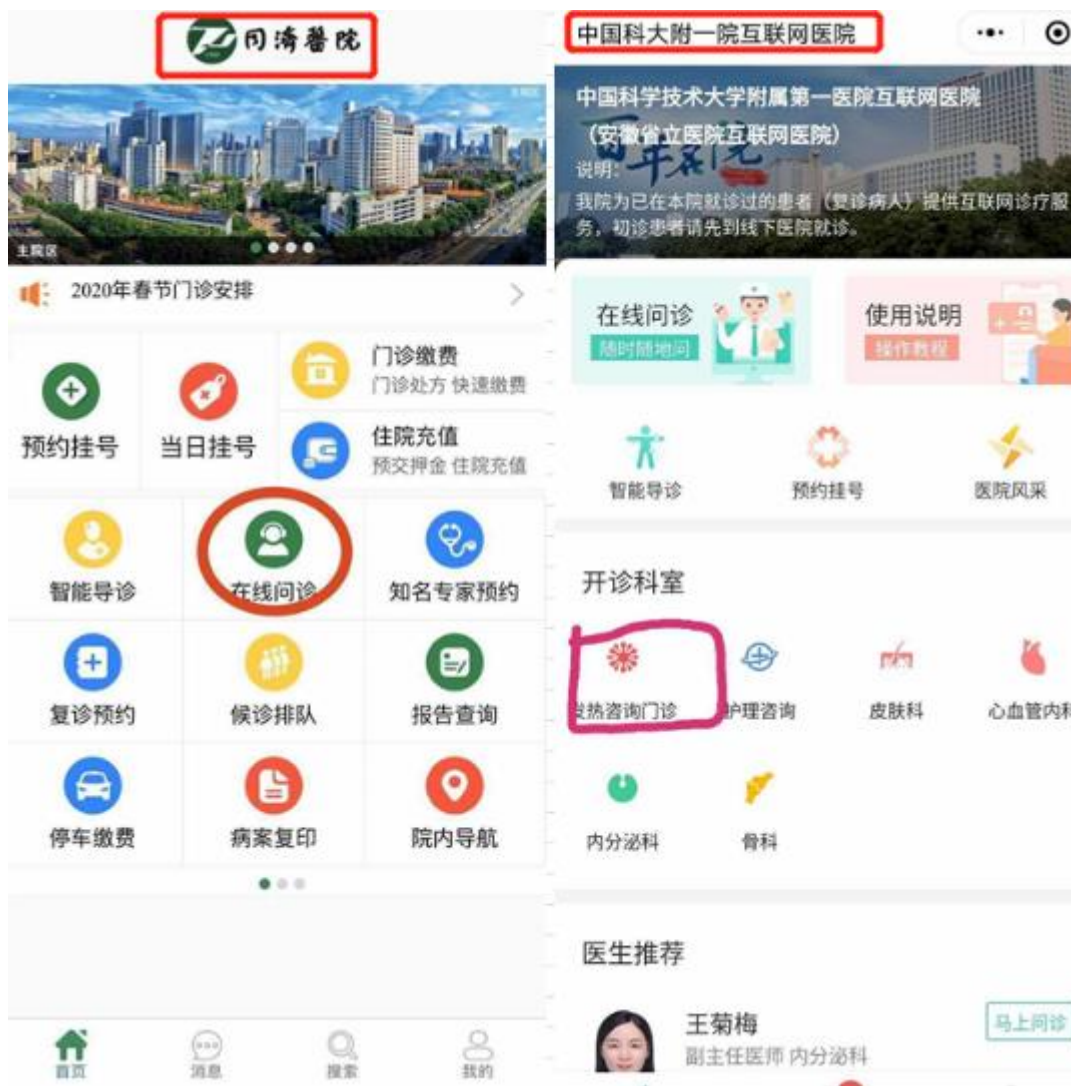 同濟醫院
主院区
2020年春节门诊安排
预约挂号
当日挂号
门诊缴费
门诊处方 快速缴费
住院充值
预交押金 住院充值
智能导诊
在线问诊
知名专家预约
复诊预约
候诊排队
报告查询
停车缴费
病案复印
院内导航
首页
消息
搜索
我的
中国科大附一院互联网医院
中国科学技术大学附属第一医院互联网医院
（安徽省立医院互联网医院）
说明:
我院为已在本院就诊过的患者（复诊病人）提供互联网诊疗服
务，初诊患者请先到线下医院就诊。
在线问诊
随时随地问
使用说明
操作教程
智能导诊
预约挂号
医院风采
开诊科室
发热咨询门诊
护理咨询
皮肤科
心血管内科
内分泌科
骨科
医生推荐
王菊梅
副主任医师 内分泌科
马上问诊